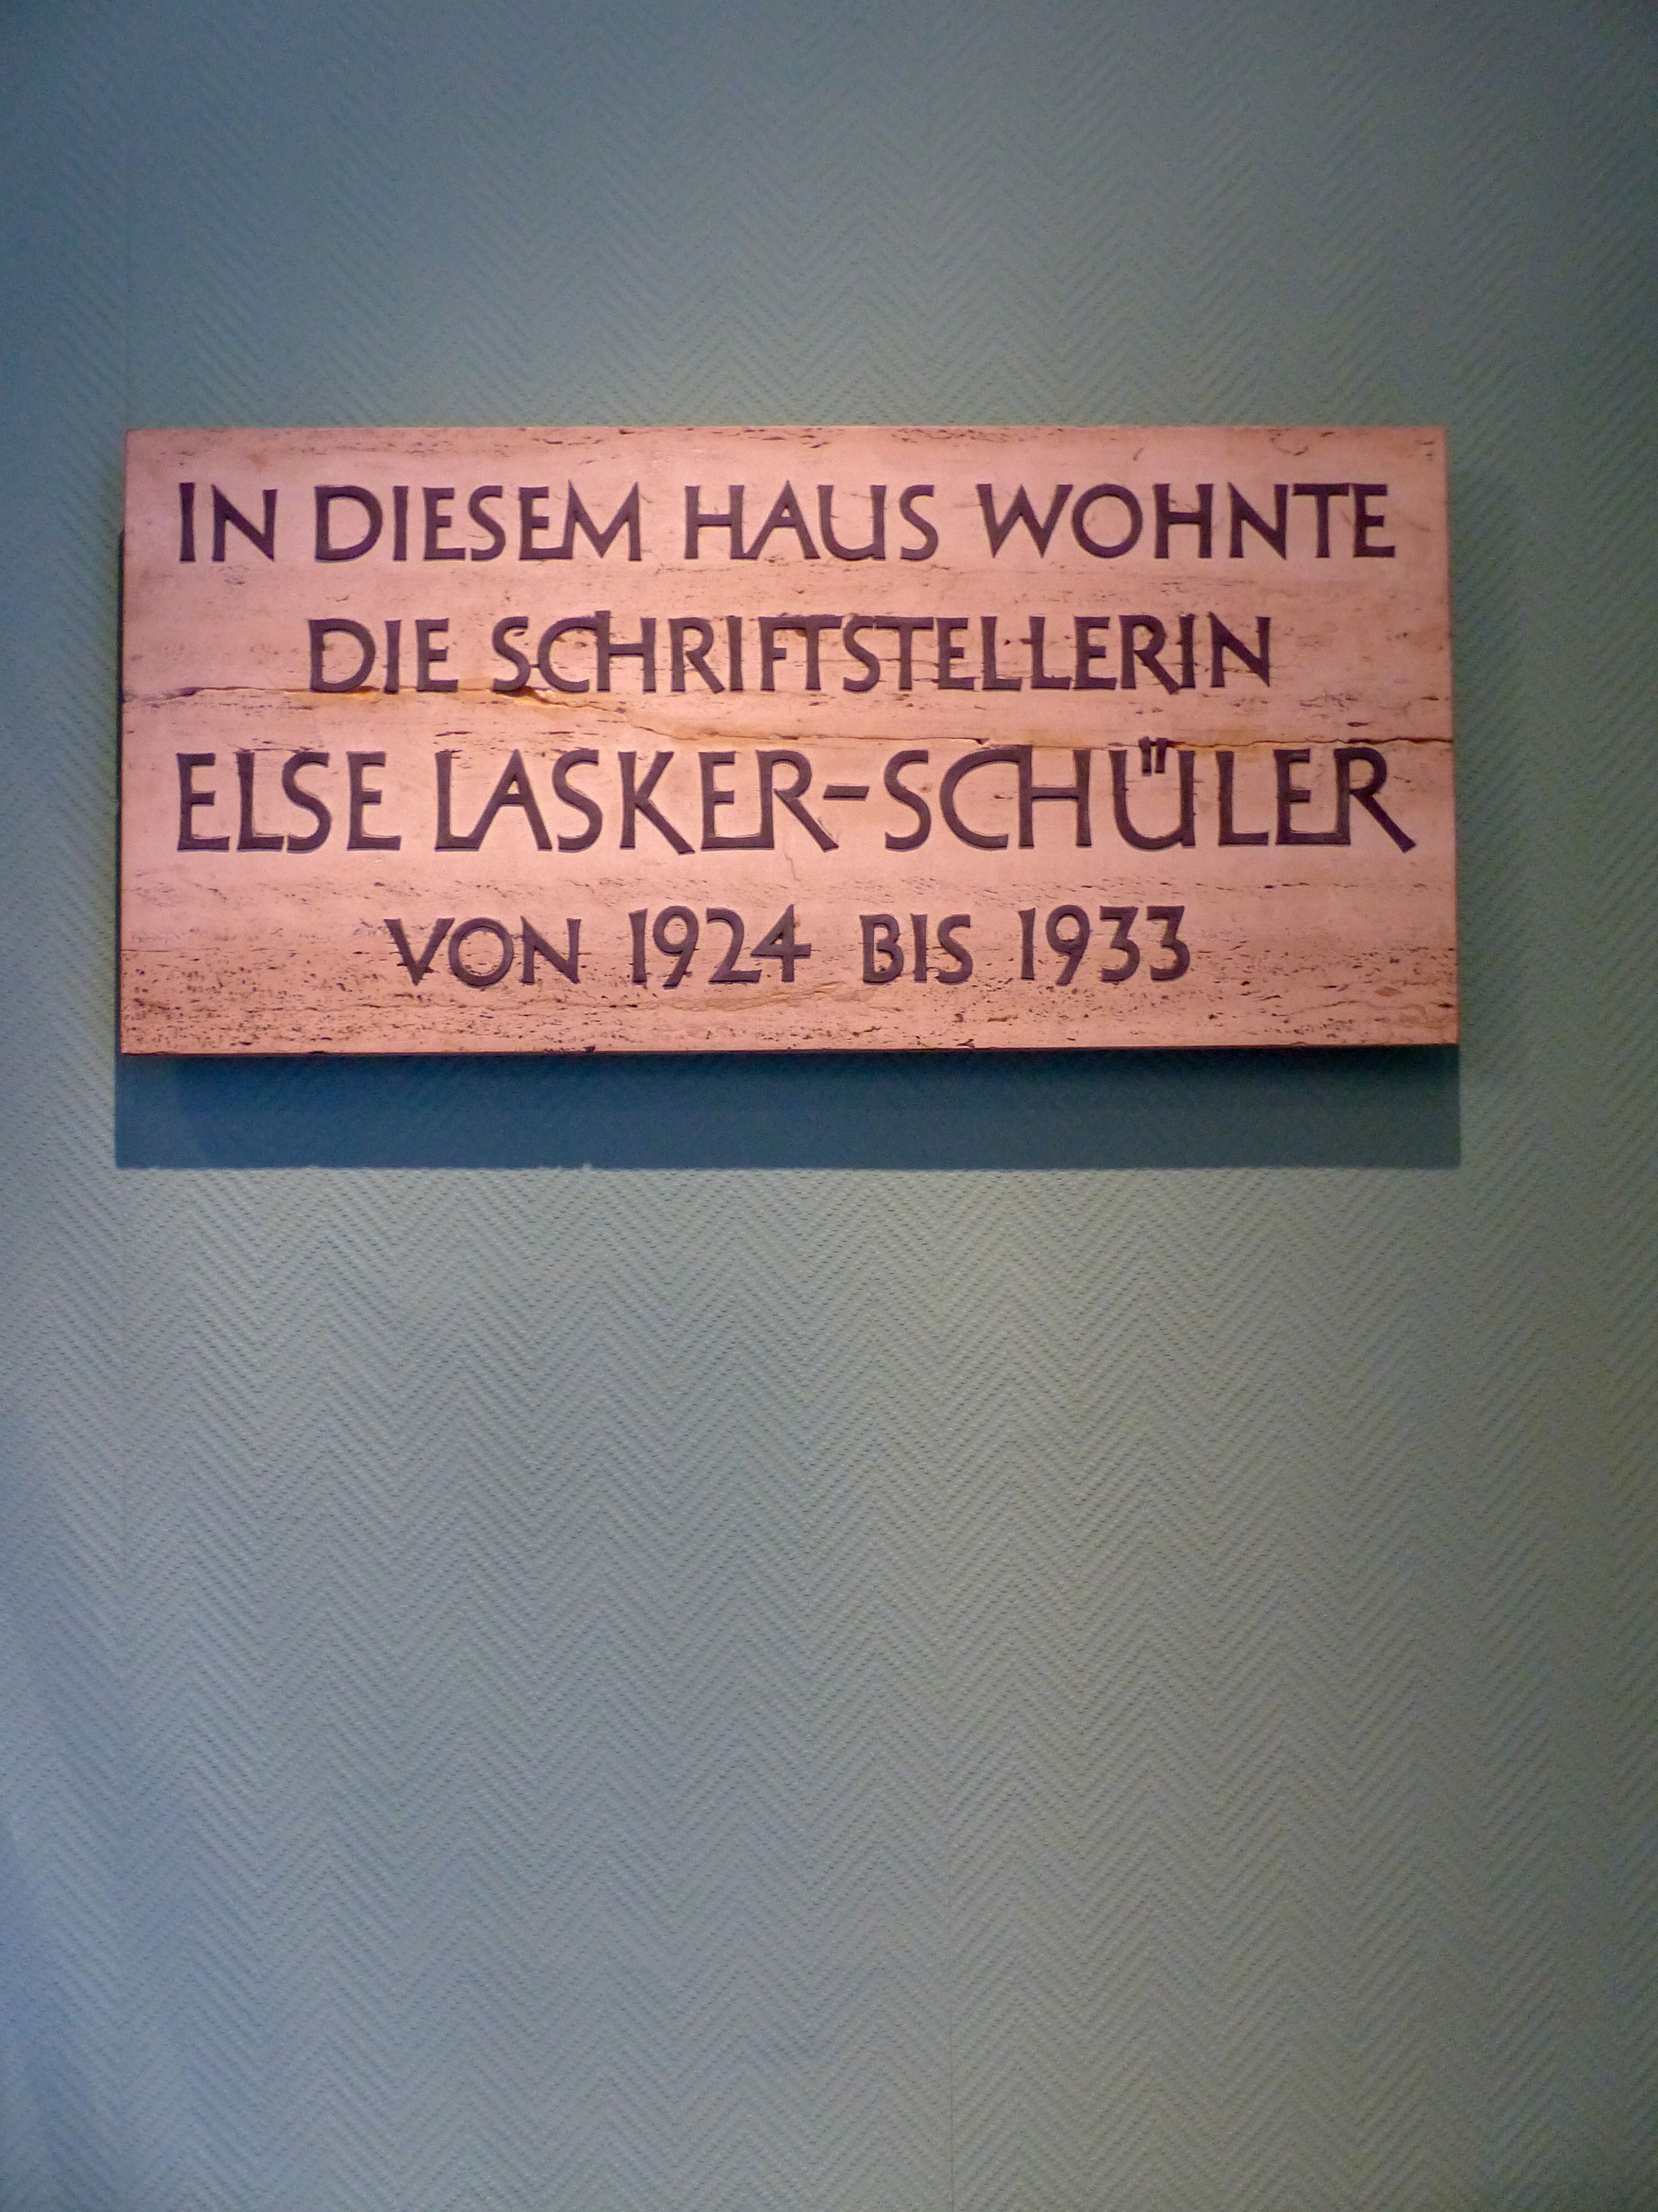 IN DIESEM HAUS WOHNTE
DIE SCHRIFTSTELLERIN
ELSE LASKER-SCHÜLER
VON 1924 BIS 1933